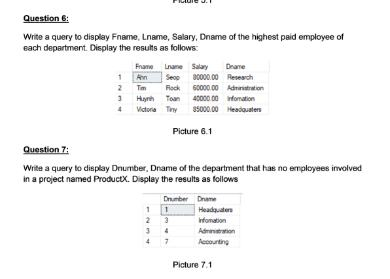 Picture 5.1
Question 6:
Write a query to display Fname, Lname, Salary, Dname of the highest paid employee of
each department. Display the results as follows:
Fname Lname Salary Dname
1 Ahn Seop 80000.00 Research
2 Tim Rock 60000.00 Administration
3 Huynh Toan 40000.00 Infomation
4 Victoria Tiny 85000.00 Headquaters
Picture 6.1
Question 7:
Write a query to display Dnumber, Dname of the department that has no employees involved
in a project named ProductX. Display the results as follows
Dnumber Dname
1 1 Headquaters
2 3 Infomation
3 4 Administration
4 7 Accounting
Picture 7.1